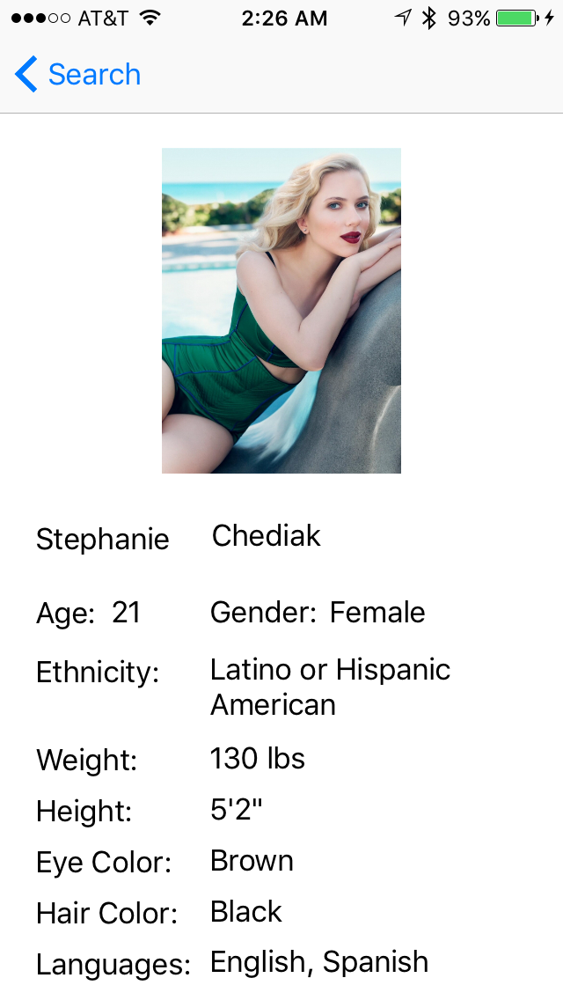 AT&T 2:26 AM 93%
Search
Stephanie Chediak
Age: 21 Gender: Female
Ethnicity: Latino or Hispanic
American
Weight: 130 lbs
Height: 5'2"
Eye Color: Brown
Hair Color: Black
Languages: English, Spanish